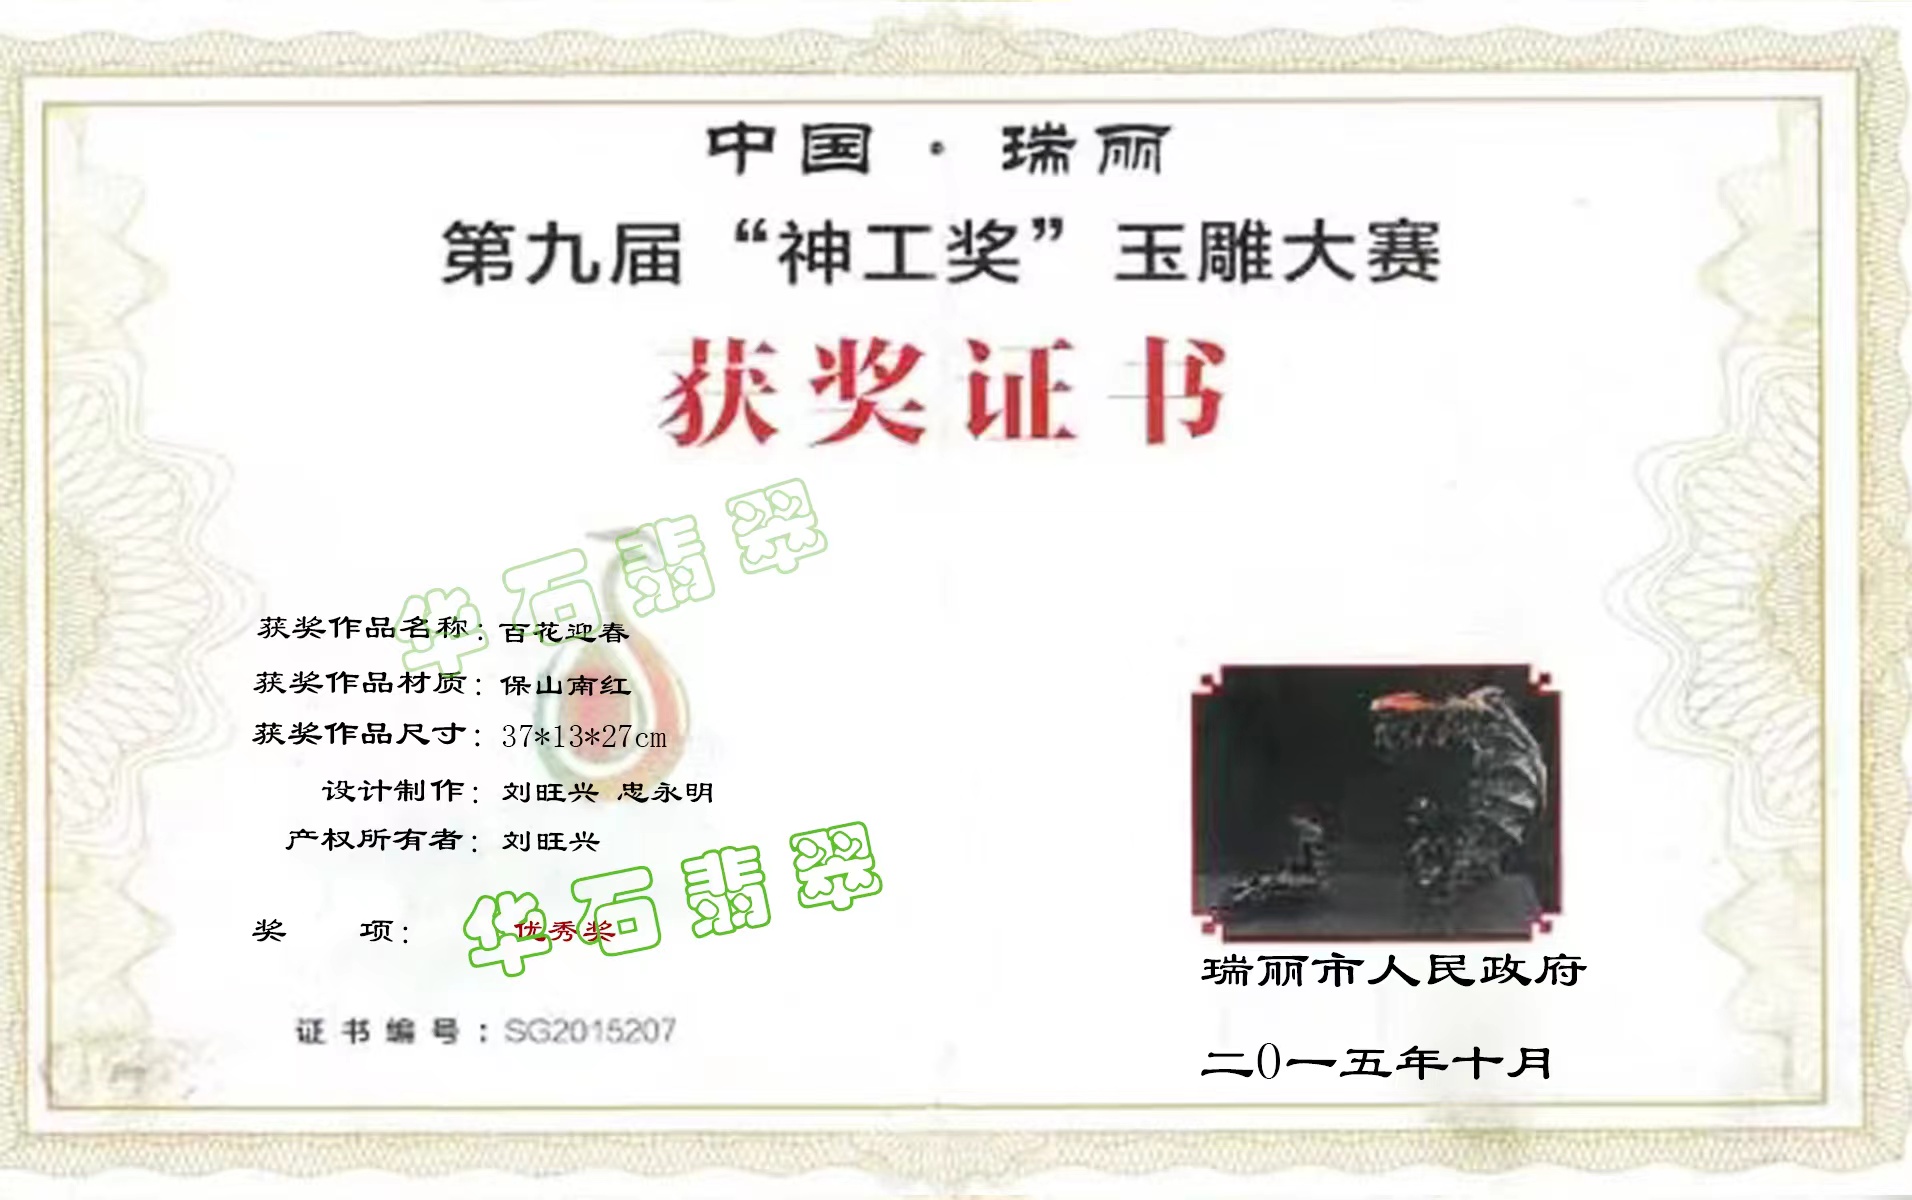 中国·瑞丽
第九届“神工奖”玉雕大赛
获奖证书
华石翡翠
获奖作品名称：百花迎春
获奖作品材质：保山南红
获奖作品尺寸：37*13*27cm
设计制作：刘旺兴 忠永明
产权所有者：刘旺兴
华石翡翠
奖 项：优秀奖
证书编号：SG2015207
瑞丽市人民政府
二0一五年十月